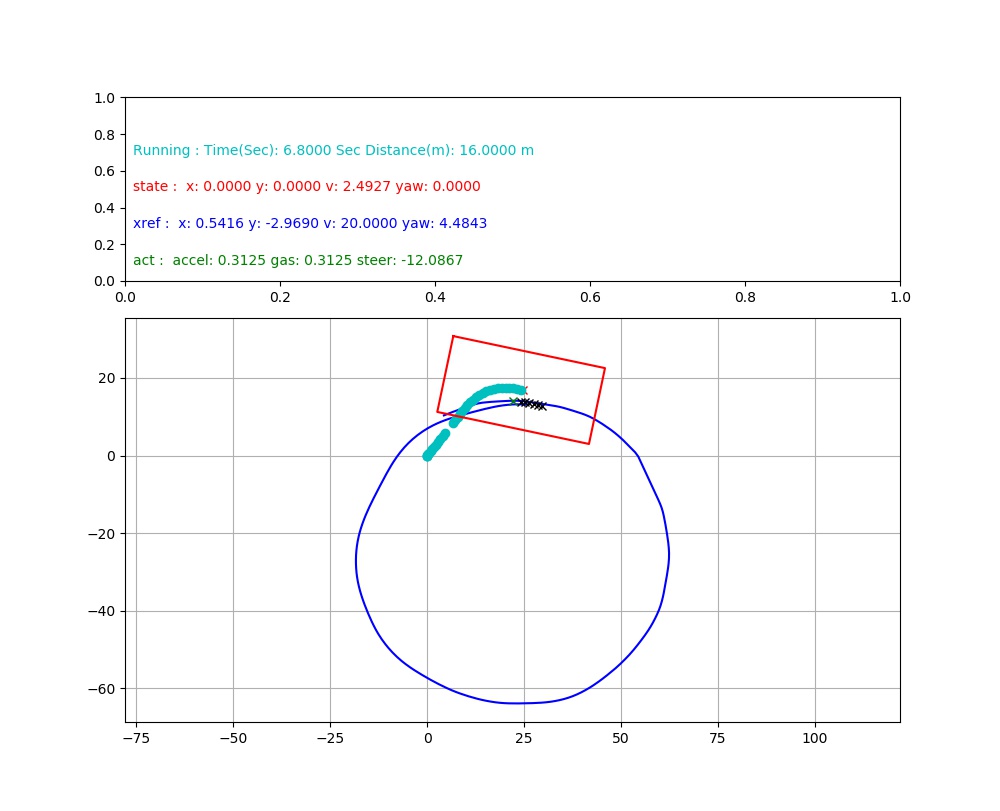 1.0
0.8
Running : Time(Sec): 6.8000 Sec Distance(m): 16.0000 m
0.6
state :  x: 0.0000 y: 0.0000 v: 2.4927 yaw: 0.0000
0.4
xref :  x: 0.5416 y: -2.9690 v: 20.0000 yaw: 4.4843
0.2
act :  accel: 0.3125 gas: 0.3125 steer: -12.0867
0.0
0.0 0.2 0.4 0.6 0.8 1.0
20
0
−20
−40
−60
−75 −50 −25 0 25 50 75 100